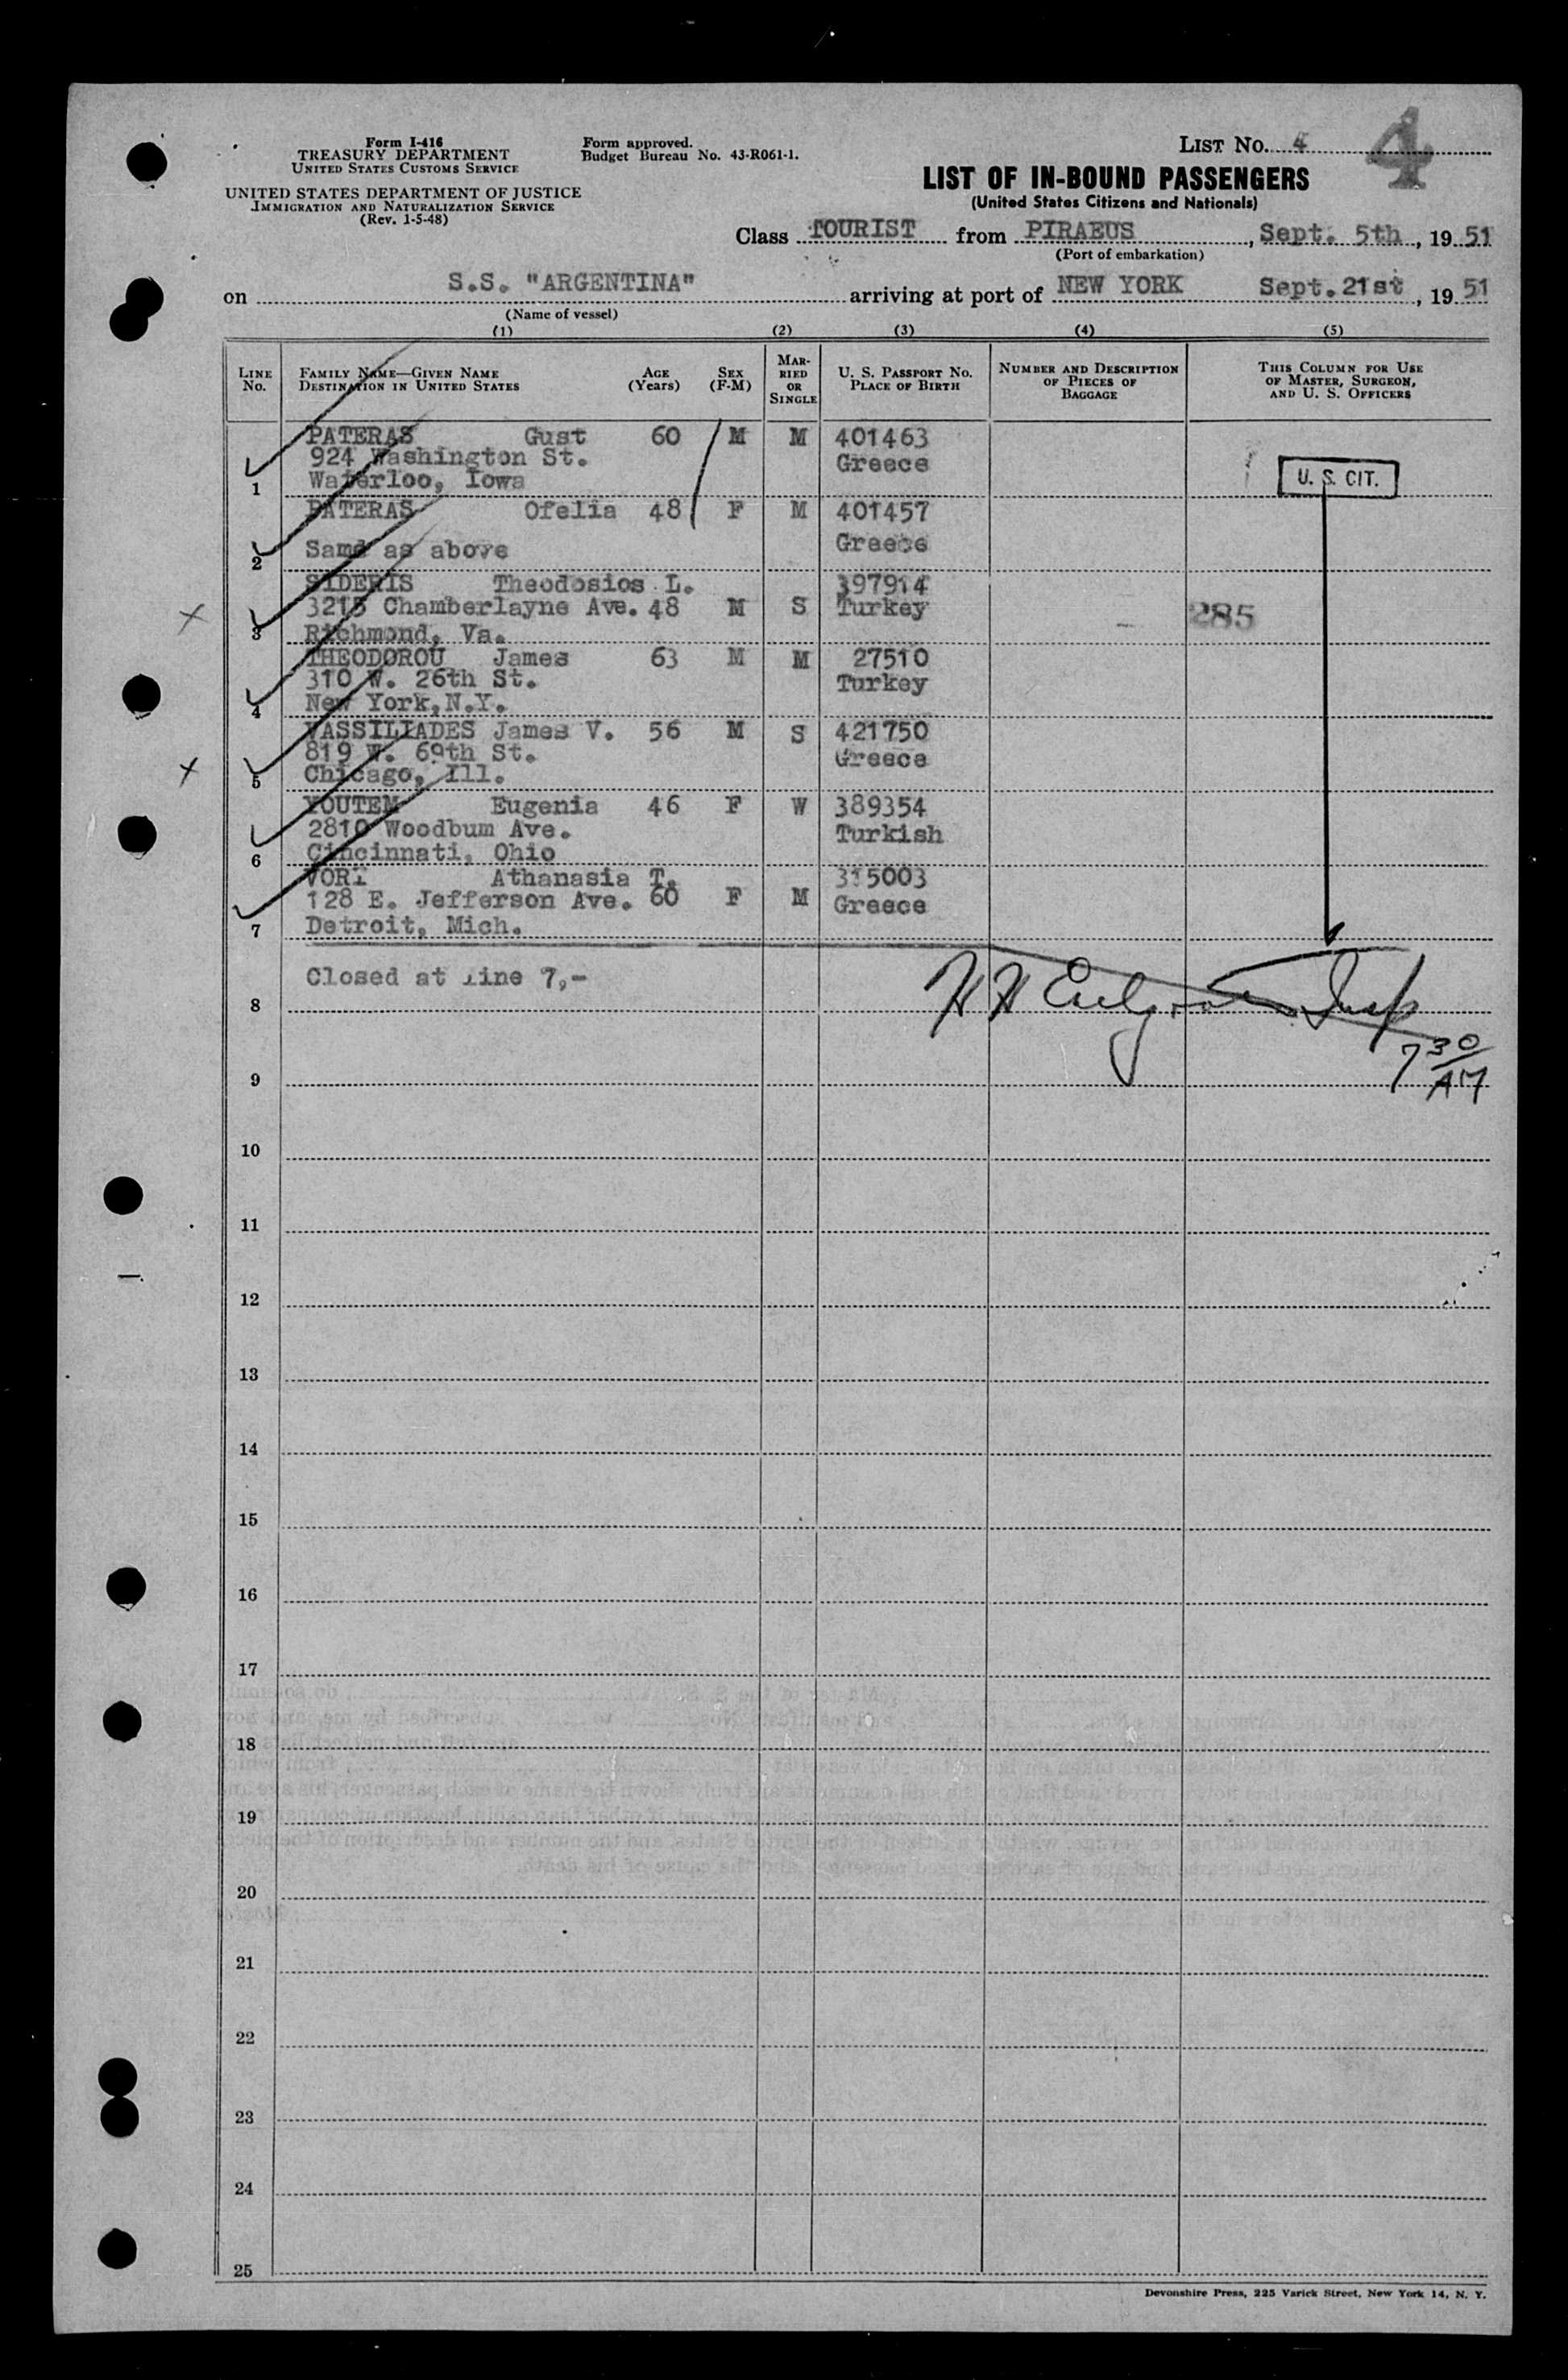 Form I-416
TREASURY DEPARTMENT
UNITED STATES CUSTOMS SERVICE
UNITED STATES DEPARTMENT OF JUSTICE
IMMIGRATION AND NATURALIZATION SERVICE
(Rev. 1-5-48)
Form approved.
Budget Bureau No. 43-R061-1.
LIST No. 4
4
LIST OF IN-BOUND PASSENGERS
(United States Citizens and Nationals)
Class TOURIST from PIRAEUS, Sept. 5th, 1951
(Port of embarkation)
on S.S. "ARGENTINA" arriving at port of NEW YORK Sept. 21st, 1951
(Name of vessel)
(1) (2) (3) (4) (5)
LINE No. FAMILY NAME—GIVEN NAME DESTINATION IN UNITED STATES AGE (Years) SEX (F-M) MARRIED OR SINGLE U. S. PASSPORT No. PLACE OF BIRTH NUMBER AND DESCRIPTION OF PIECES OF BAGGAGE THIS COLUMN FOR USE OF MASTER, SURGEON, AND U. S. OFFICERS
PATERAS Gust 60 M M 401463
924 Washington St. Greece
1 Waterloo, Iowa U. S. CIT.
PATERAS Ofelia 48 F M 401457
2 Same as above Greece
SIDERIS Theodosios L. 397914
3215 Chamberlayne Ave. 48 M S Turkey 285
3 Richmond, Va.
THEODOROU James 63 M M 27510
310 W. 26th St. Turkey
4 New York, N.Y.
VASSILIADES James V. 56 M S 421750
819 W. 69th St. Greece
5 Chicago, Ill.
YOUTEM Eugenia 46 F W 389354
2810 Woodbum Ave. Turkish
6 Cincinnati, Ohio
VORI Athanasia T. 315003
128 E. Jefferson Ave. 60 F M Greece
7 Detroit, Mich.
Closed at line 7,-
8
Insp
7 30 AM
9
10
11
12
13
14
15
16
17
18
19
20
21
22
23
24
25
Devonshire Press, 225 Varick Street, New York 14, N. Y.